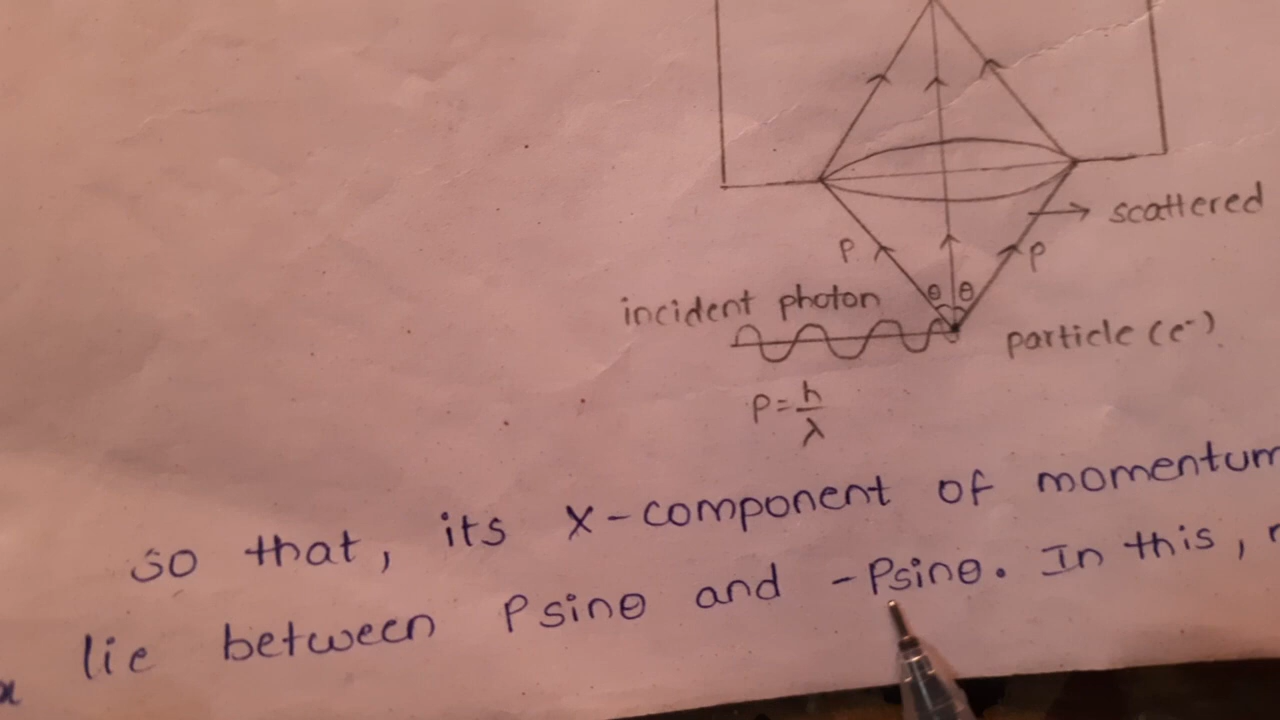 scattered
P P
θ θ
incident photon
particle (e⁻).
P = h/λ
so that, its x-component of momentum
lie between Psinθ and -Psinθ. In this,